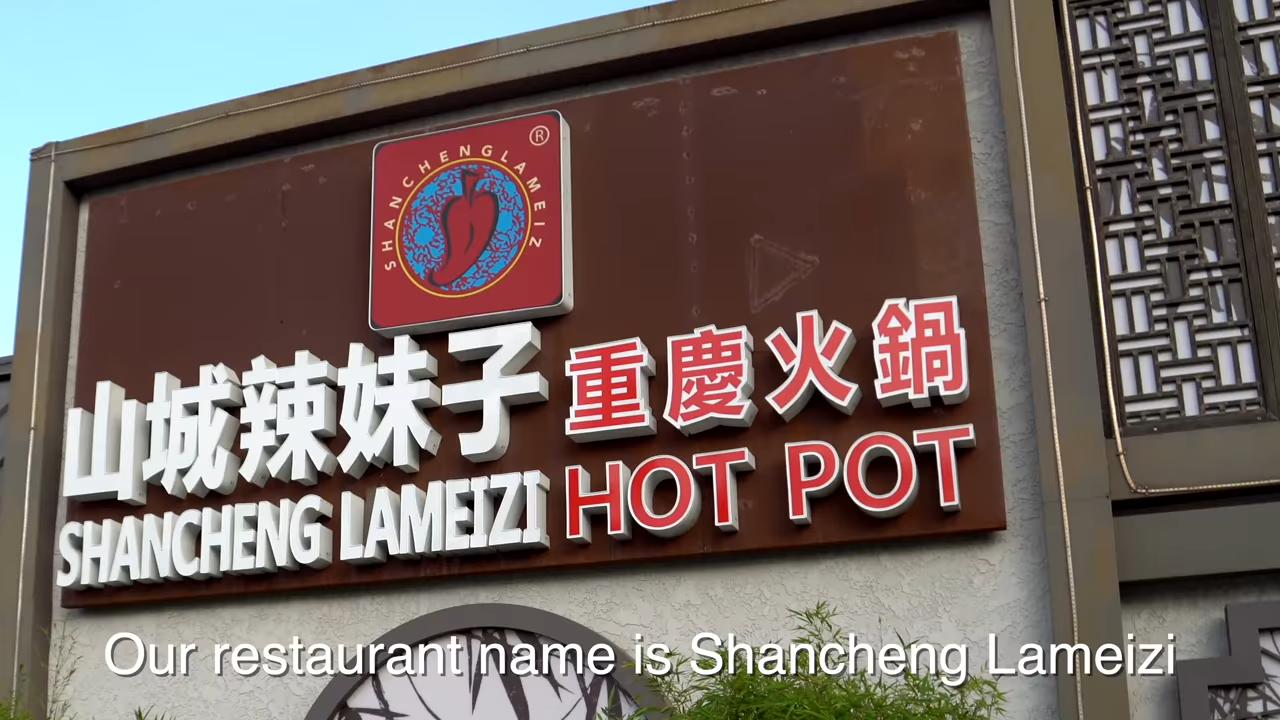 SHANCHENGLAMEIZ
®
山城辣妹子 重慶火鍋
SHANCHENG LAMEIZI HOT POT
Our restaurant name is Shancheng Lameizi